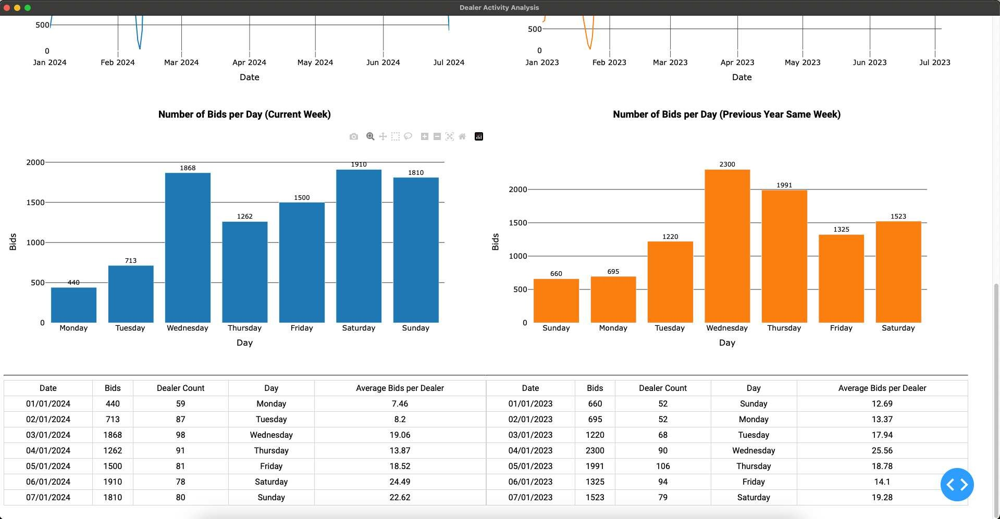 Dealer Activity Analysis
500
0
Jan 2024 Feb 2024 Mar 2024 Apr 2024 May 2024 Jun 2024 Jul 2024
Date
500
0
Jan 2023 Feb 2023 Mar 2023 Apr 2023 May 2023 Jun 2023 Jul 2023
Date
Number of Bids per Day (Current Week)
2000
1500
1000
500
0
Bids
440 713 1868 1262 1500 1910 1810
Monday Tuesday Wednesday Thursday Friday Saturday Sunday
Day
Number of Bids per Day (Previous Year Same Week)
2000
1500
1000
500
0
Bids
660 695 1220 2300 1991 1325 1523
Sunday Monday Tuesday Wednesday Thursday Friday Saturday
Day
Date Bids Dealer Count Day Average Bids per Dealer
01/01/2024 440 59 Monday 7.46
02/01/2024 713 87 Tuesday 8.2
03/01/2024 1868 98 Wednesday 19.06
04/01/2024 1262 91 Thursday 13.87
05/01/2024 1500 81 Friday 18.52
06/01/2024 1910 78 Saturday 24.49
07/01/2024 1810 80 Sunday 22.62
Date Bids Dealer Count Day Average Bids per Dealer
01/01/2023 660 52 Sunday 12.69
02/01/2023 695 52 Monday 13.37
03/01/2023 1220 68 Tuesday 17.94
04/01/2023 2300 90 Wednesday 25.56
05/01/2023 1991 106 Thursday 18.78
06/01/2023 1325 94 Friday 14.1
07/01/2023 1523 79 Saturday 19.28